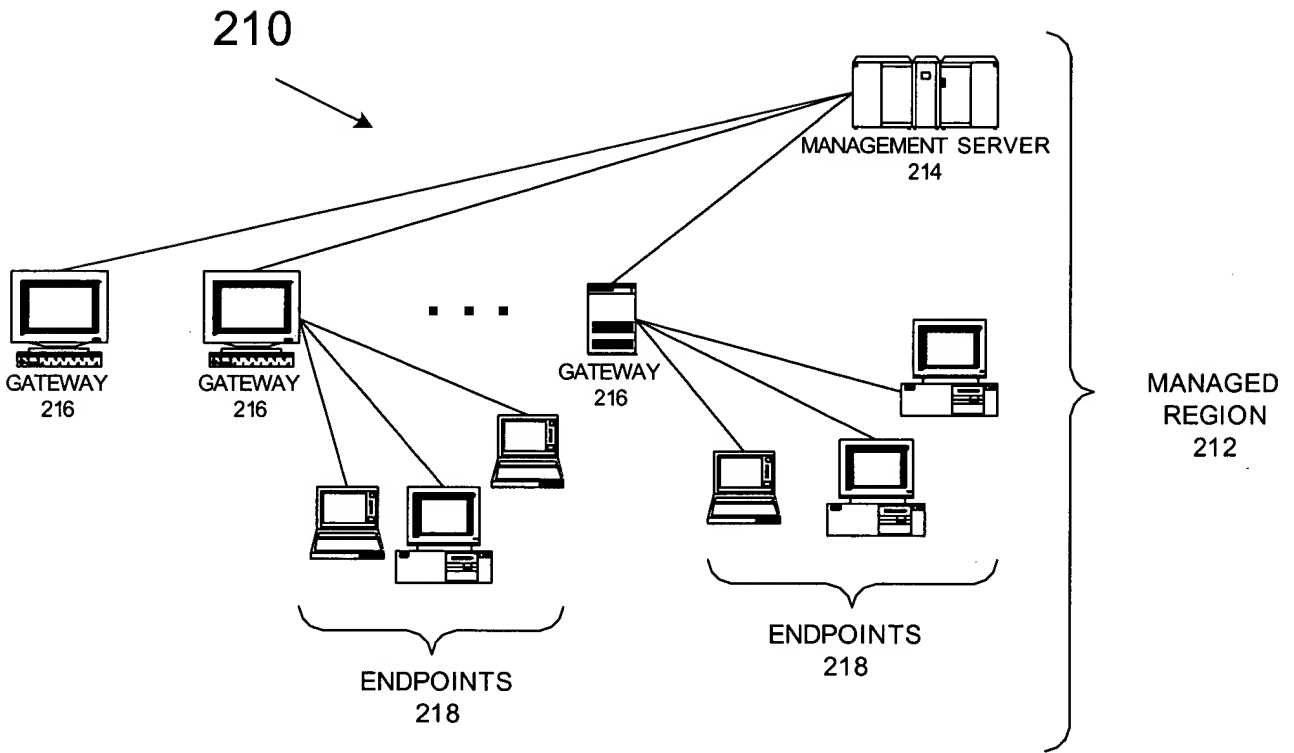 210
MANAGEMENT SERVER
214
GATEWAY
216
GATEWAY
216
GATEWAY
216
MANAGED
REGION
212
ENDPOINTS
218
ENDPOINTS
218